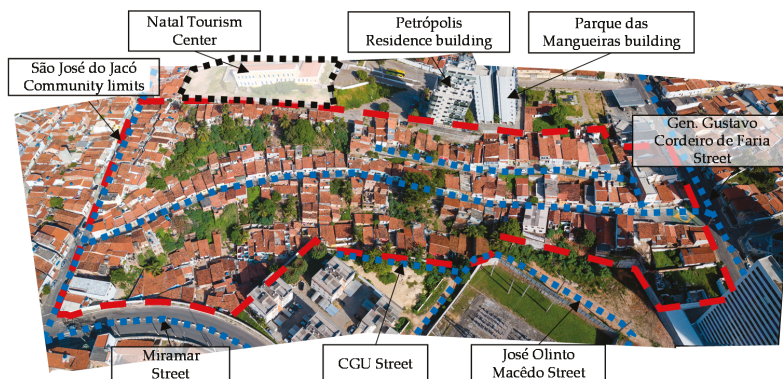 Natal Tourism
Center
Petrópolis
Residence building
Parque das
Mangueiras building
São José do Jacó
Community limits
Gen. Gustavo
Cordeiro de Faria
Street
Miramar
Street
CGU Street
José Olinto
Macêdo Street